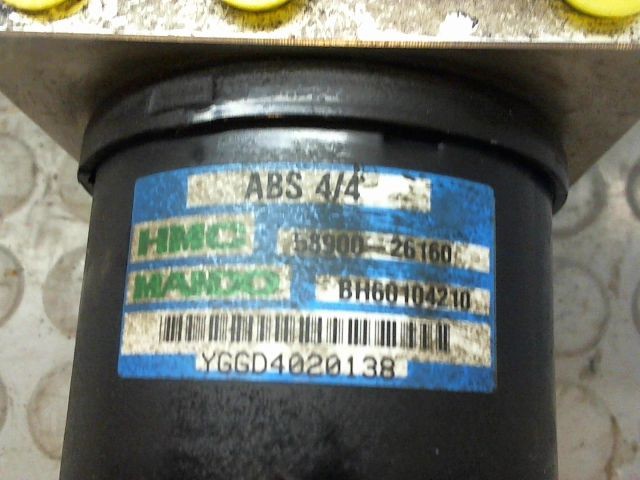 ABS 4/4
HMC 58900-26160
MANDO BH60104210
YGGD4020138